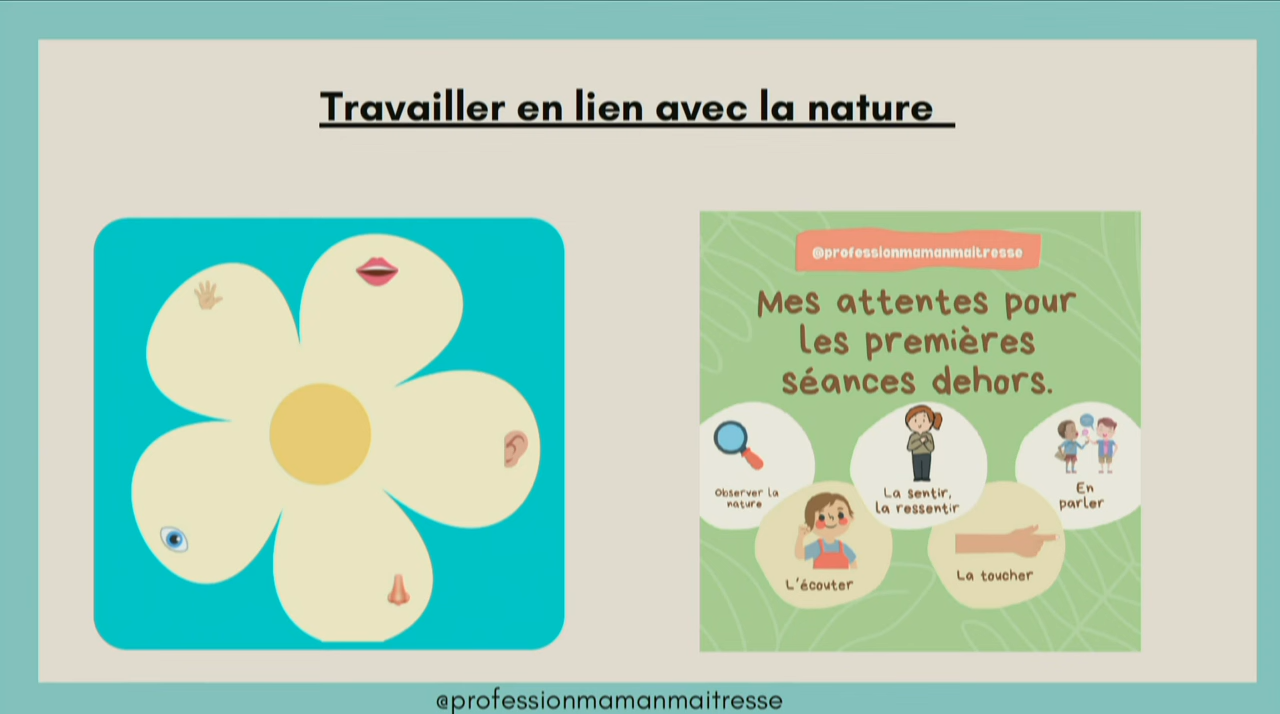 Travailler en lien avec la nature
@professionmamanmaitresse
Mes attentes pour
les premières
séances dehors.
Observer la
nature
La sentir,
la ressentir
En
parler
L'écouter
La toucher
@professionmamanmaitresse